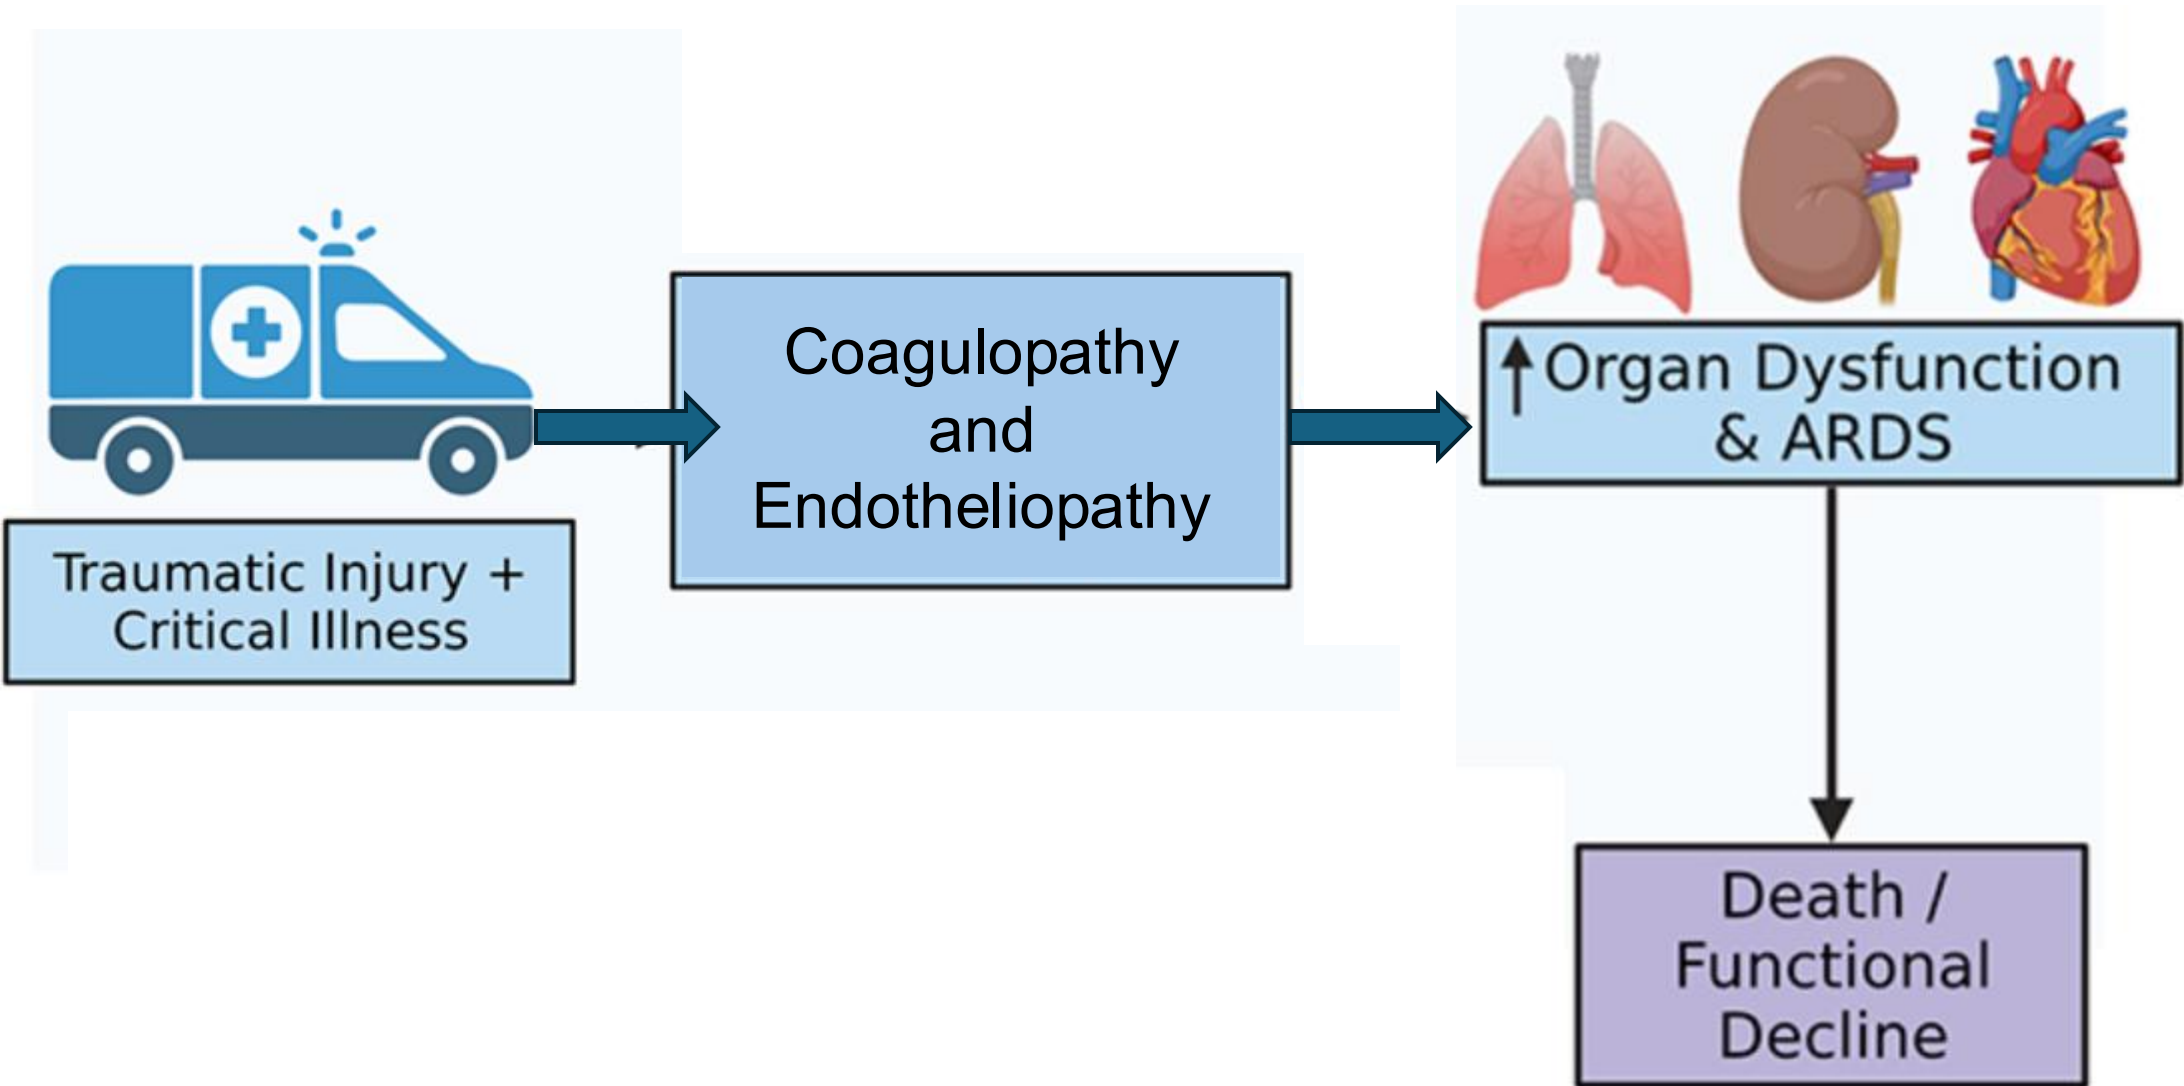 Traumatic Injury +
Critical Illness
Coagulopathy
and
Endotheliopathy
↑Organ Dysfunction
& ARDS
Death /
Functional
Decline